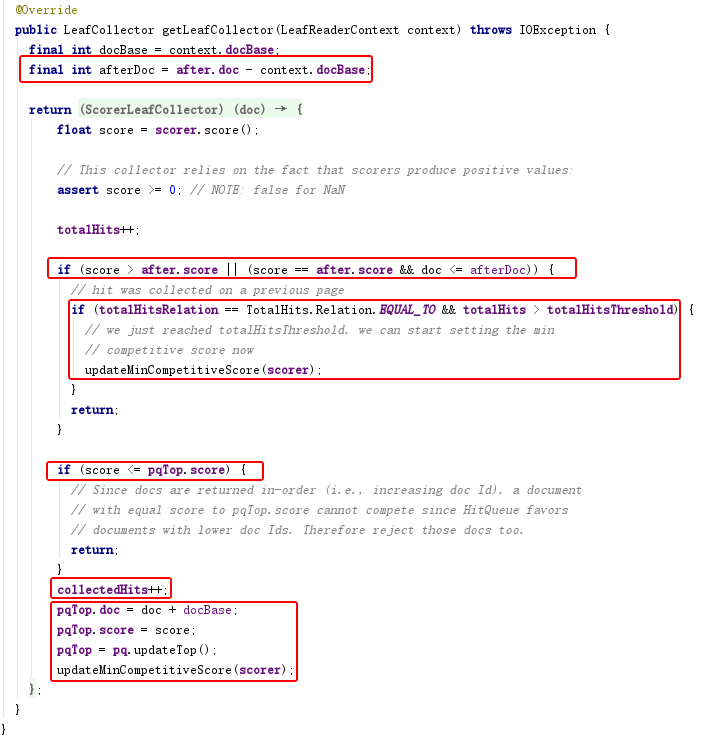 @Override
public LeafCollector getLeafCollector(LeafReaderContext context) throws IOException {
final int docBase = context.docBase;
final int afterDoc = after.doc - context.docBase;
return (ScorerLeafCollector) (doc) → {
float score = scorer.score();
// This collector relies on the fact that scorers produce positive values:
assert score >= 0; // NOTE: false for NaN
totalHits++;
if (score > after.score || (score == after.score && doc <= afterDoc)) {
// hit was collected on a previous page
if (totalHitsRelation == TotalHits.Relation.EQUAL_TO && totalHits > totalHitsThreshold) {
// we just reached totalHitsThreshold, we can start setting the min
// competitive score now
updateMinCompetitiveScore(scorer);
}
return;
}
if (score <= pqTop.score) {
// Since docs are returned in-order (i.e., increasing doc Id), a document
// with equal score to pqTop.score cannot compete since HitQueue favors
// documents with lower doc Ids. Therefore reject those docs too.
return;
}
collectedHits++;
pqTop.doc = doc + docBase;
pqTop.score = score;
pqTop = pq.updateTop();
updateMinCompetitiveScore(scorer);
};
}
}